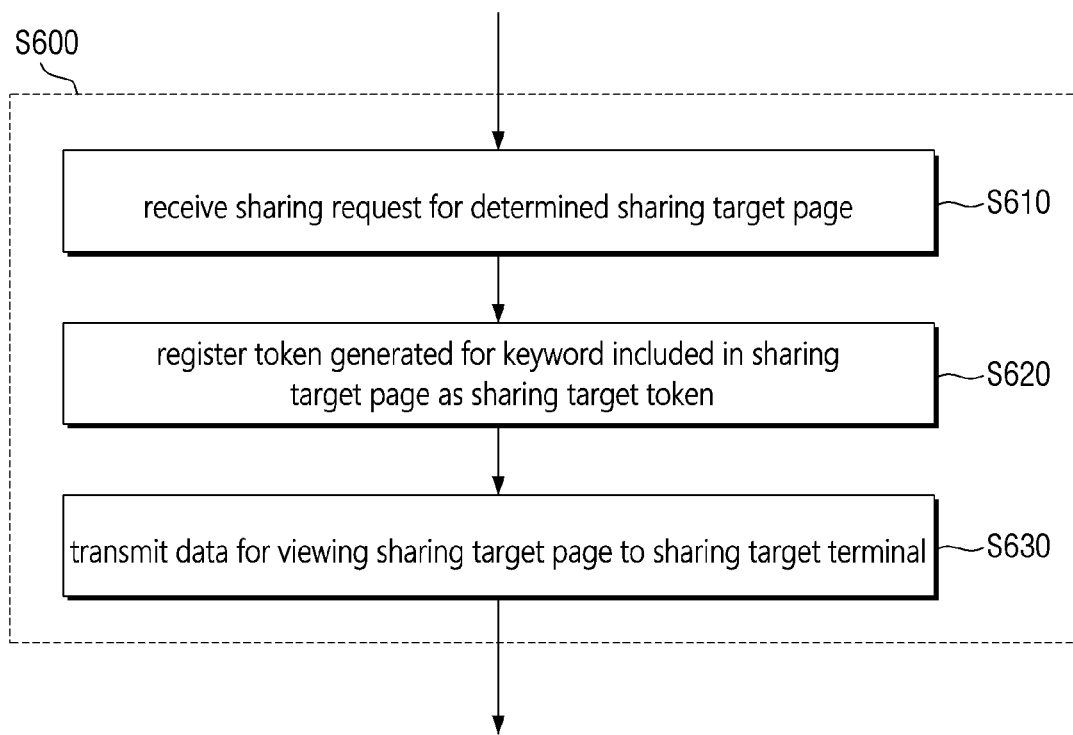 S600
receive sharing request for determined sharing target page
S610
register token generated for keyword included in sharing
target page as sharing target token
S620
transmit data for viewing sharing target page to sharing target terminal
S630